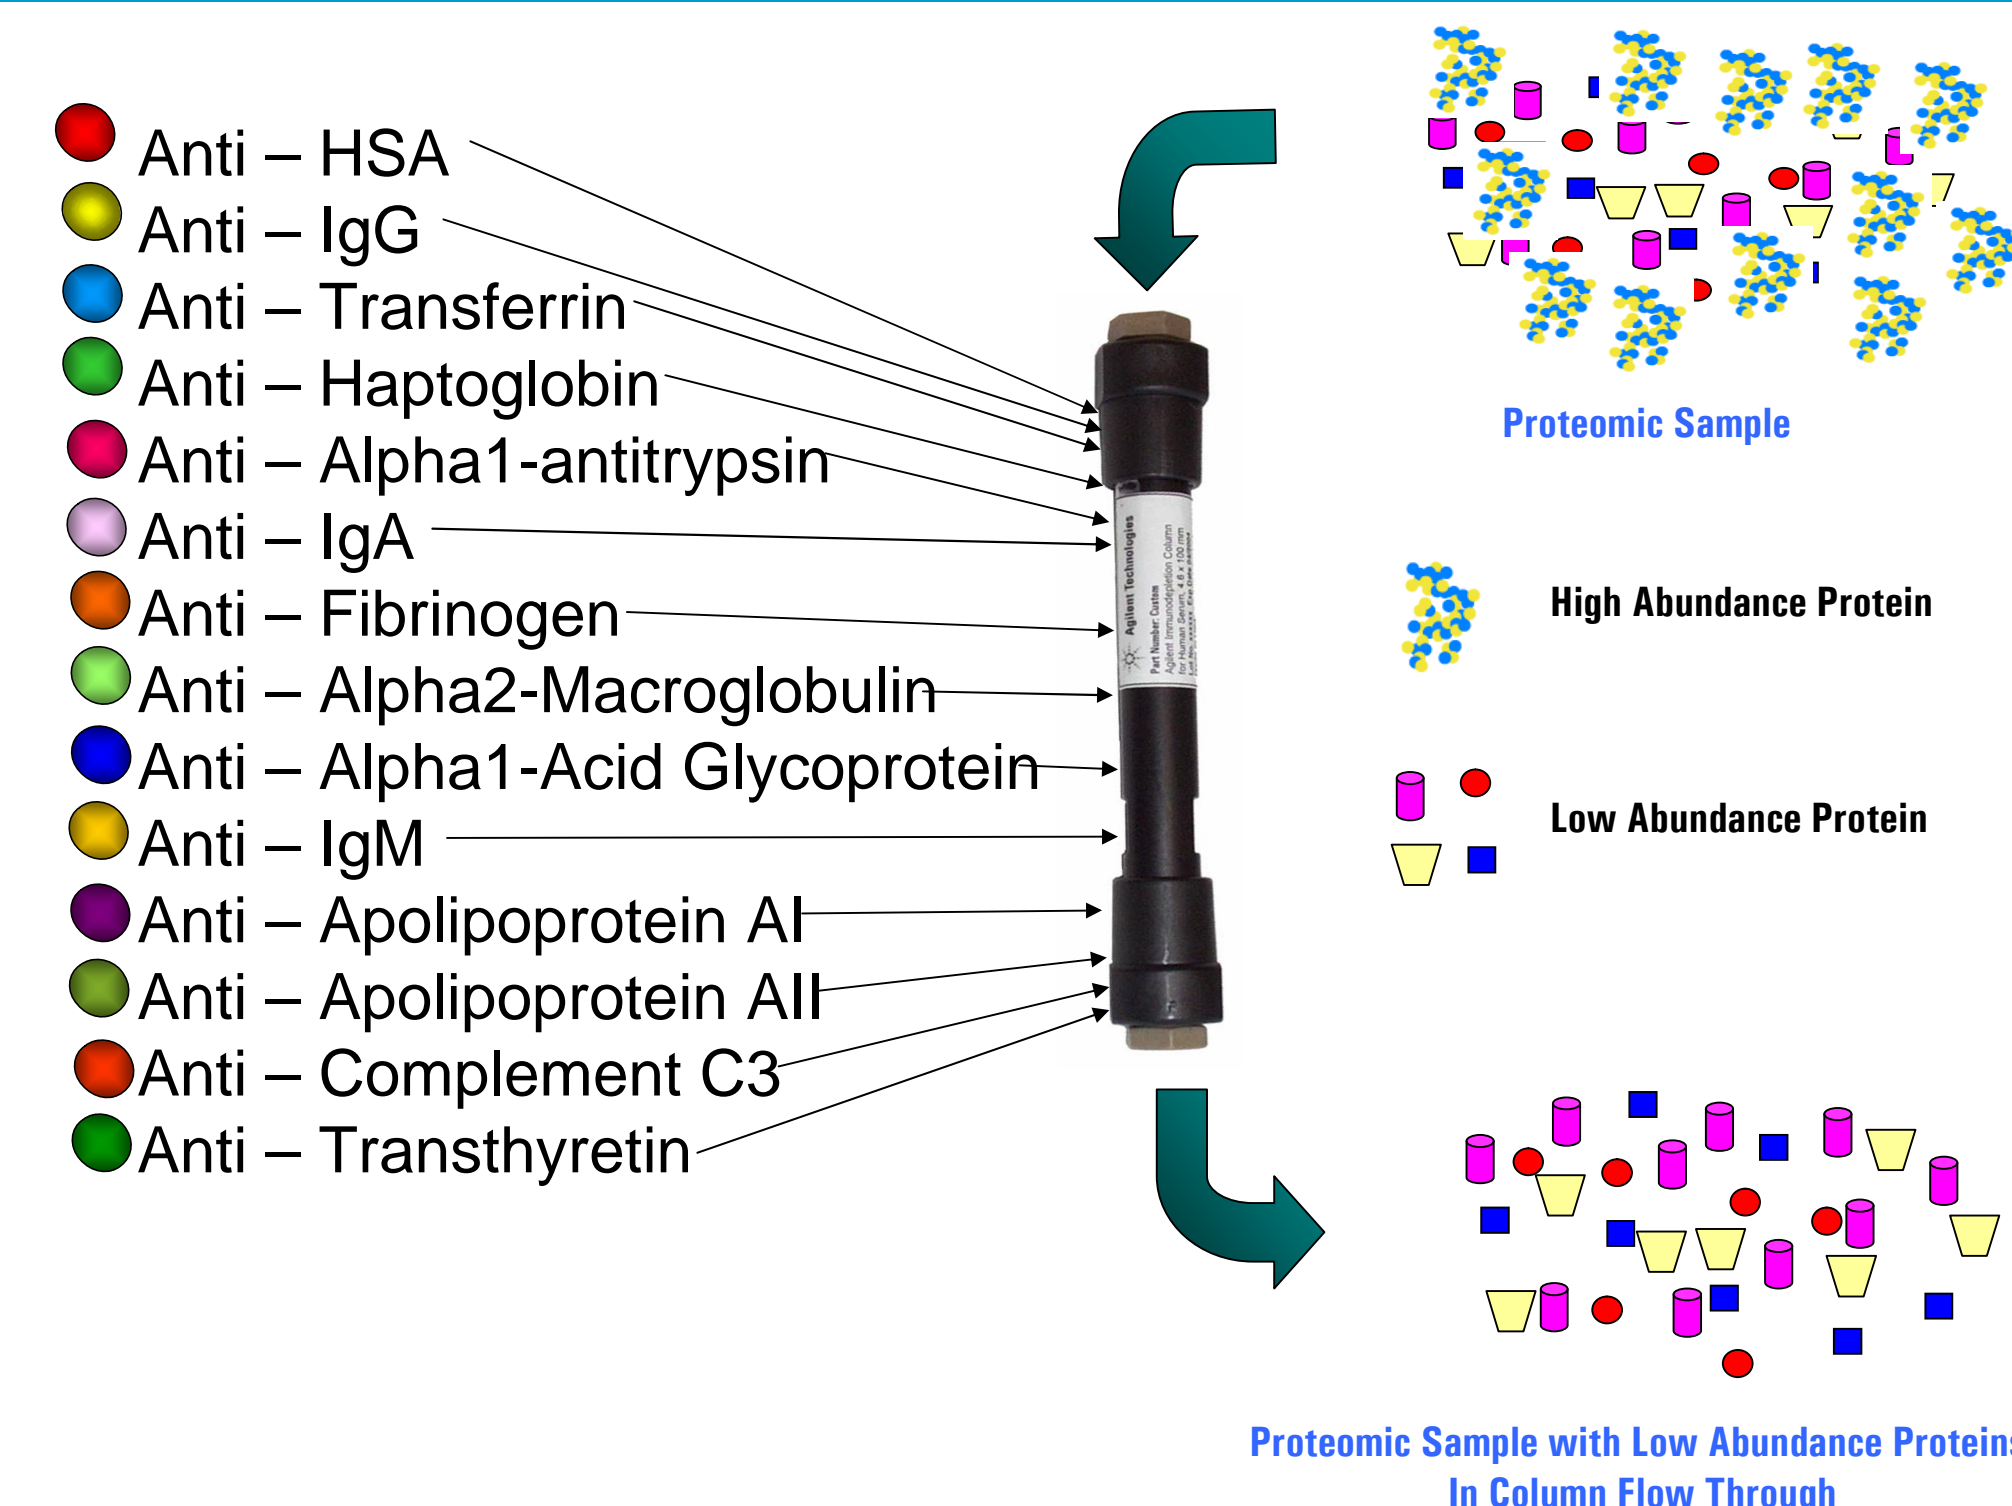 Anti – HSA
Anti – IgG
Anti – Transferrin
Anti – Haptoglobin
Anti – Alpha1-antitrypsin
Anti – IgA
Anti – Fibrinogen
Anti – Alpha2-Macroglobulin
Anti – Alpha1-Acid Glycoprotein
Anti – IgM
Anti – Apolipoprotein AI
Anti – Apolipoprotein AII
Anti – Complement C3
Anti – Transthyretin
Agilent Technologies
Part Number: Custom
Agilent Immunodepletion Column
for Human Serum, 4.6 x 100 mm
Proteomic Sample
High Abundance Protein
Low Abundance Protein
Proteomic Sample with Low Abundance Proteins
In Column Flow Through